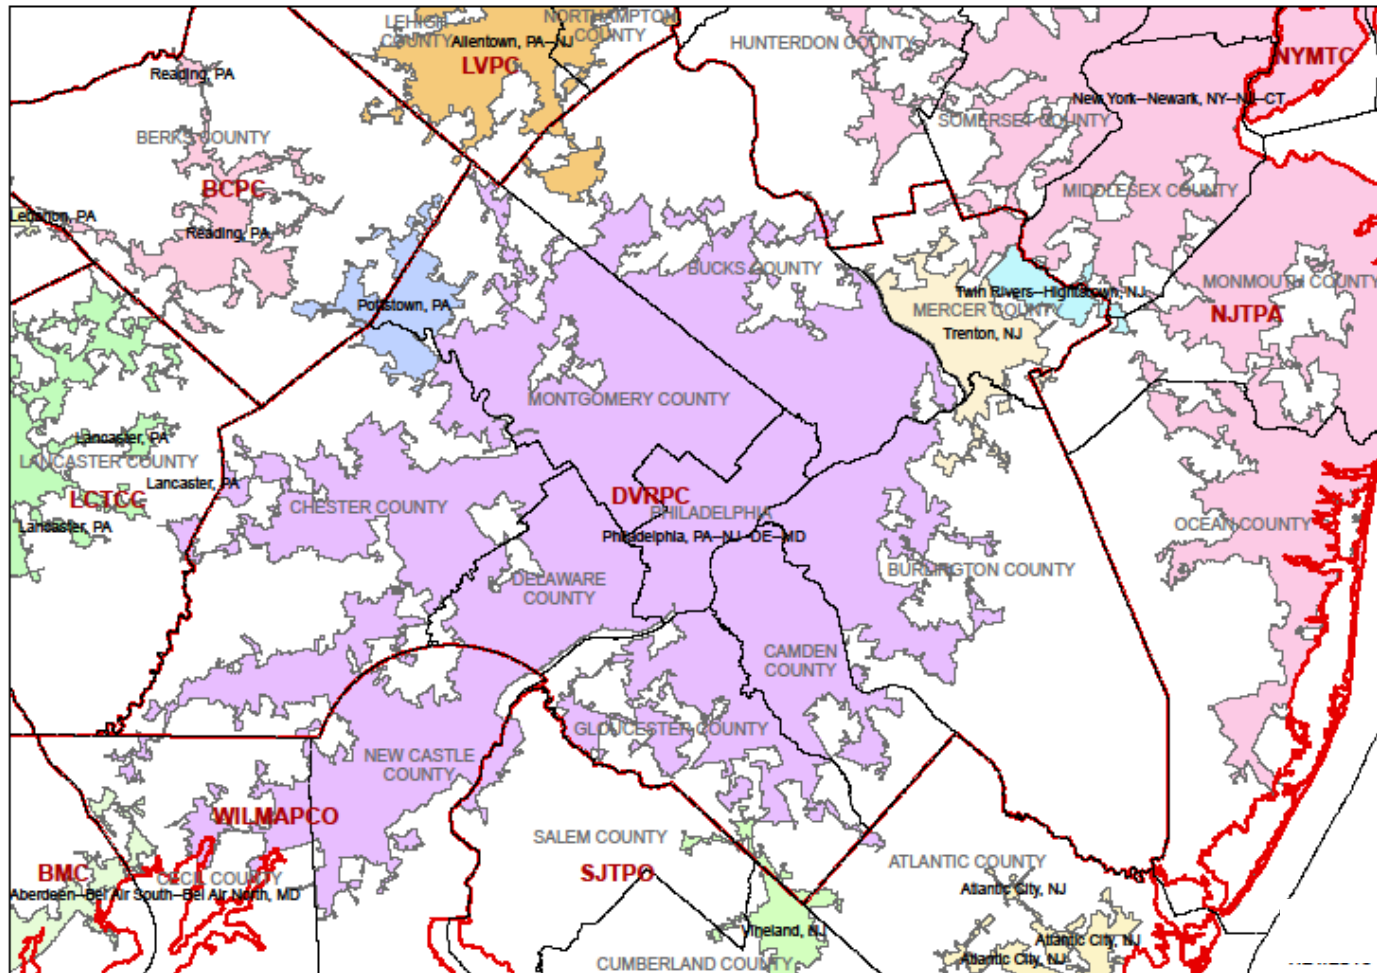 LEHIGH
COUNTY
NORTHAMPTON
COUNTY
Allentown, PA--NJ
LVPC
HUNTERDON COUNTY
NYMTC
Reading, PA
New York--Newark, NY--NJ--CT
SOMERSET COUNTY
BERKS COUNTY
BCPC
MIDDLESEX COUNTY
Lebanon, PA
Reading, PA
BUCKS COUNTY
MONMOUTH COUNTY
Twin Rivers--Hightstown, NJ
Pottstown, PA
MERCER COUNTY
NJTPA
Trenton, NJ
MONTGOMERY COUNTY
Lancaster, PA
LANCASTER COUNTY
Lancaster, PA
LCTCC
DVRPC
CHESTER COUNTY
PHILADELPHIA
Lancaster, PA
OCEAN COUNTY
Philadelphia, PA--NJ--DE--MD
BURLINGTON COUNTY
DELAWARE
COUNTY
CAMDEN
COUNTY
GLOUCESTER COUNTY
NEW CASTLE
COUNTY
WILMAPCO
SALEM COUNTY
ATLANTIC COUNTY
BMC
CECIL COUNTY
SJTPO
Aberdeen--Bel Air South--Bel Air North, MD
Atlantic City, NJ
Vineland, NJ
Atlantic City, NJ
Atlantic City, NJ
CUMBERLAND COUNTY